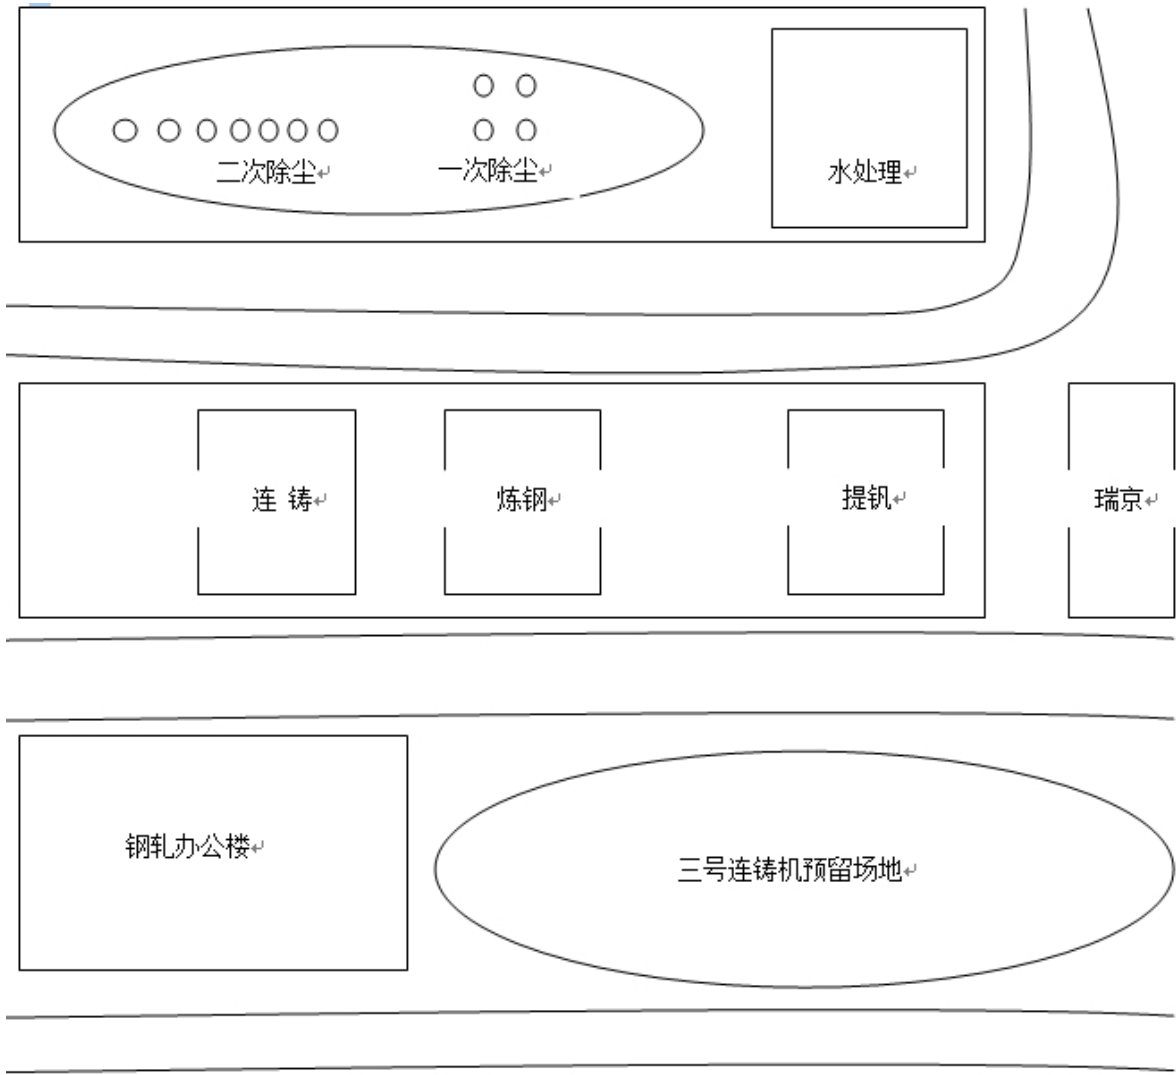 二次除尘
一次除尘
水处理
连 铸
炼钢
提钒
瑞京
钢轧办公楼
三号连铸机预留场地